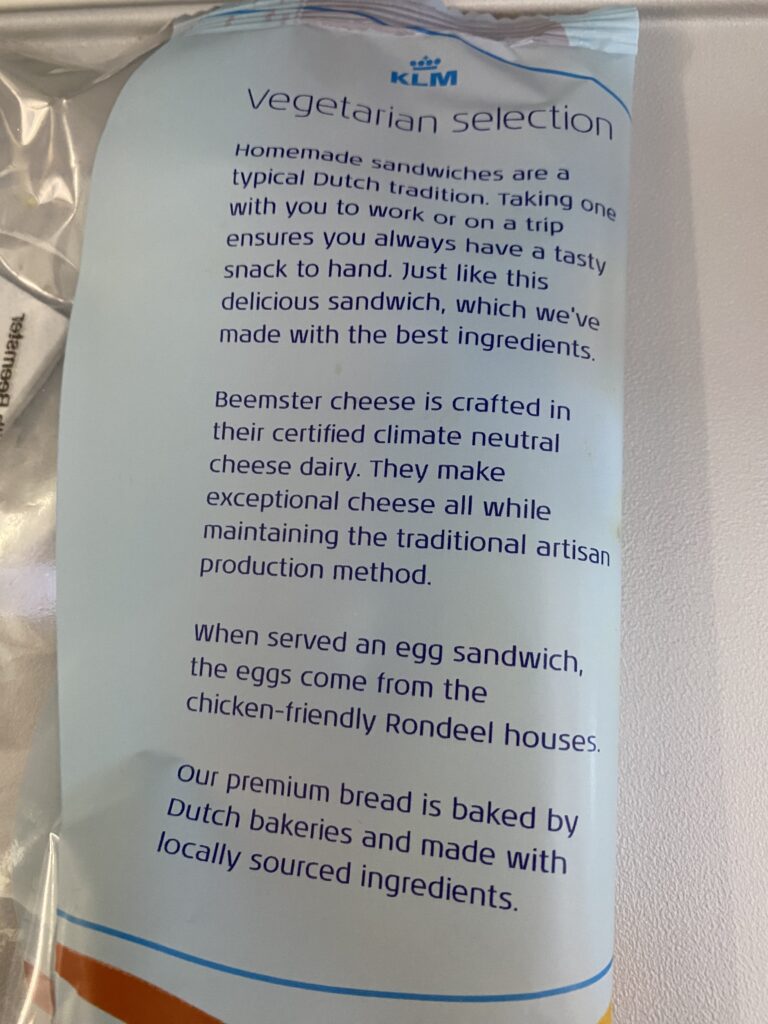 KLM
Vegetarian selection
Homemade sandwiches are a
typical Dutch tradition. Taking one
with you to work or on a trip
ensures you always have a tasty
snack to hand. Just like this
delicious sandwich, which we've
made with the best ingredients.
Beemster cheese is crafted in
their certified climate neutral
cheese dairy. They make
exceptional cheese all while
maintaining the traditional artisan
production method.
When served an egg sandwich,
the eggs come from the
chicken-friendly Rondeel houses.
Our premium bread is baked by
Dutch bakeries and made with
locally sourced ingredients.
Beemster